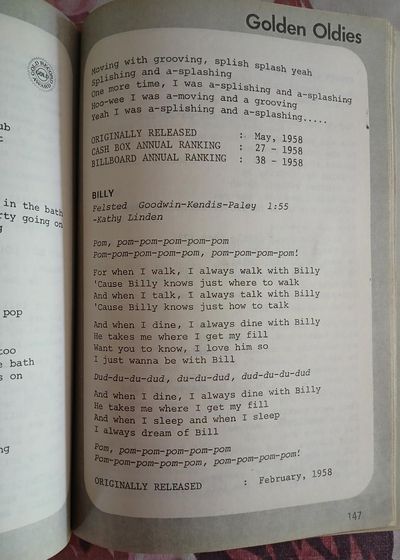 Golden Oldies
GOLD RECORD AWARD
ub
in the bath
rty going on
g
pop
too
e bath
s on
ng
Moving with grooving, splish splash yeah
Splishing and a-splashing
One more time, I was a-splishing and a-splashing
Hoo-wee I was a-moving and a grooving
Yeah I was a-splishing and a-splashing.....
ORIGINALLY RELEASED : May, 1958
CASH BOX ANNUAL RANKING : 27 - 1958
BILLBOARD ANNUAL RANKING : 38 - 1958
BILLY
Felsted Goodwin-Kendis-Paley 1:55
-Kathy Linden
Pom, pom-pom-pom-pom-pom
Pom-pom-pom-pom-pom, pom-pom-pom-pom!
For when I walk, I always walk with Billy
'Cause Billy knows just where to walk
And when I talk, I always talk with Billy
'Cause Billy knows just how to talk
And when I dine, I always dine with Billy
He takes me where I get my fill
Want you to know, I love him so
I just wanna be with Bill
Dud-du-du-dud, du-du-dud, dud-du-du-dud
And when I dine, I always dine with Billy
He takes me where I get my fill
And when I sleep and when I sleep
I always dream of Bill
Pom, pom-pom-pom-pom-pom
Pom-pom-pom-pom-pom, pom-pom-pom-pom!
ORIGINALLY RELEASED : February, 1958
147